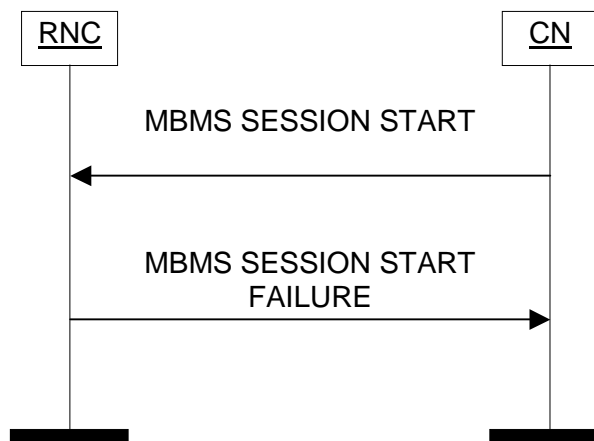 RNC
CN
MBMS SESSION START
MBMS SESSION START
FAILURE